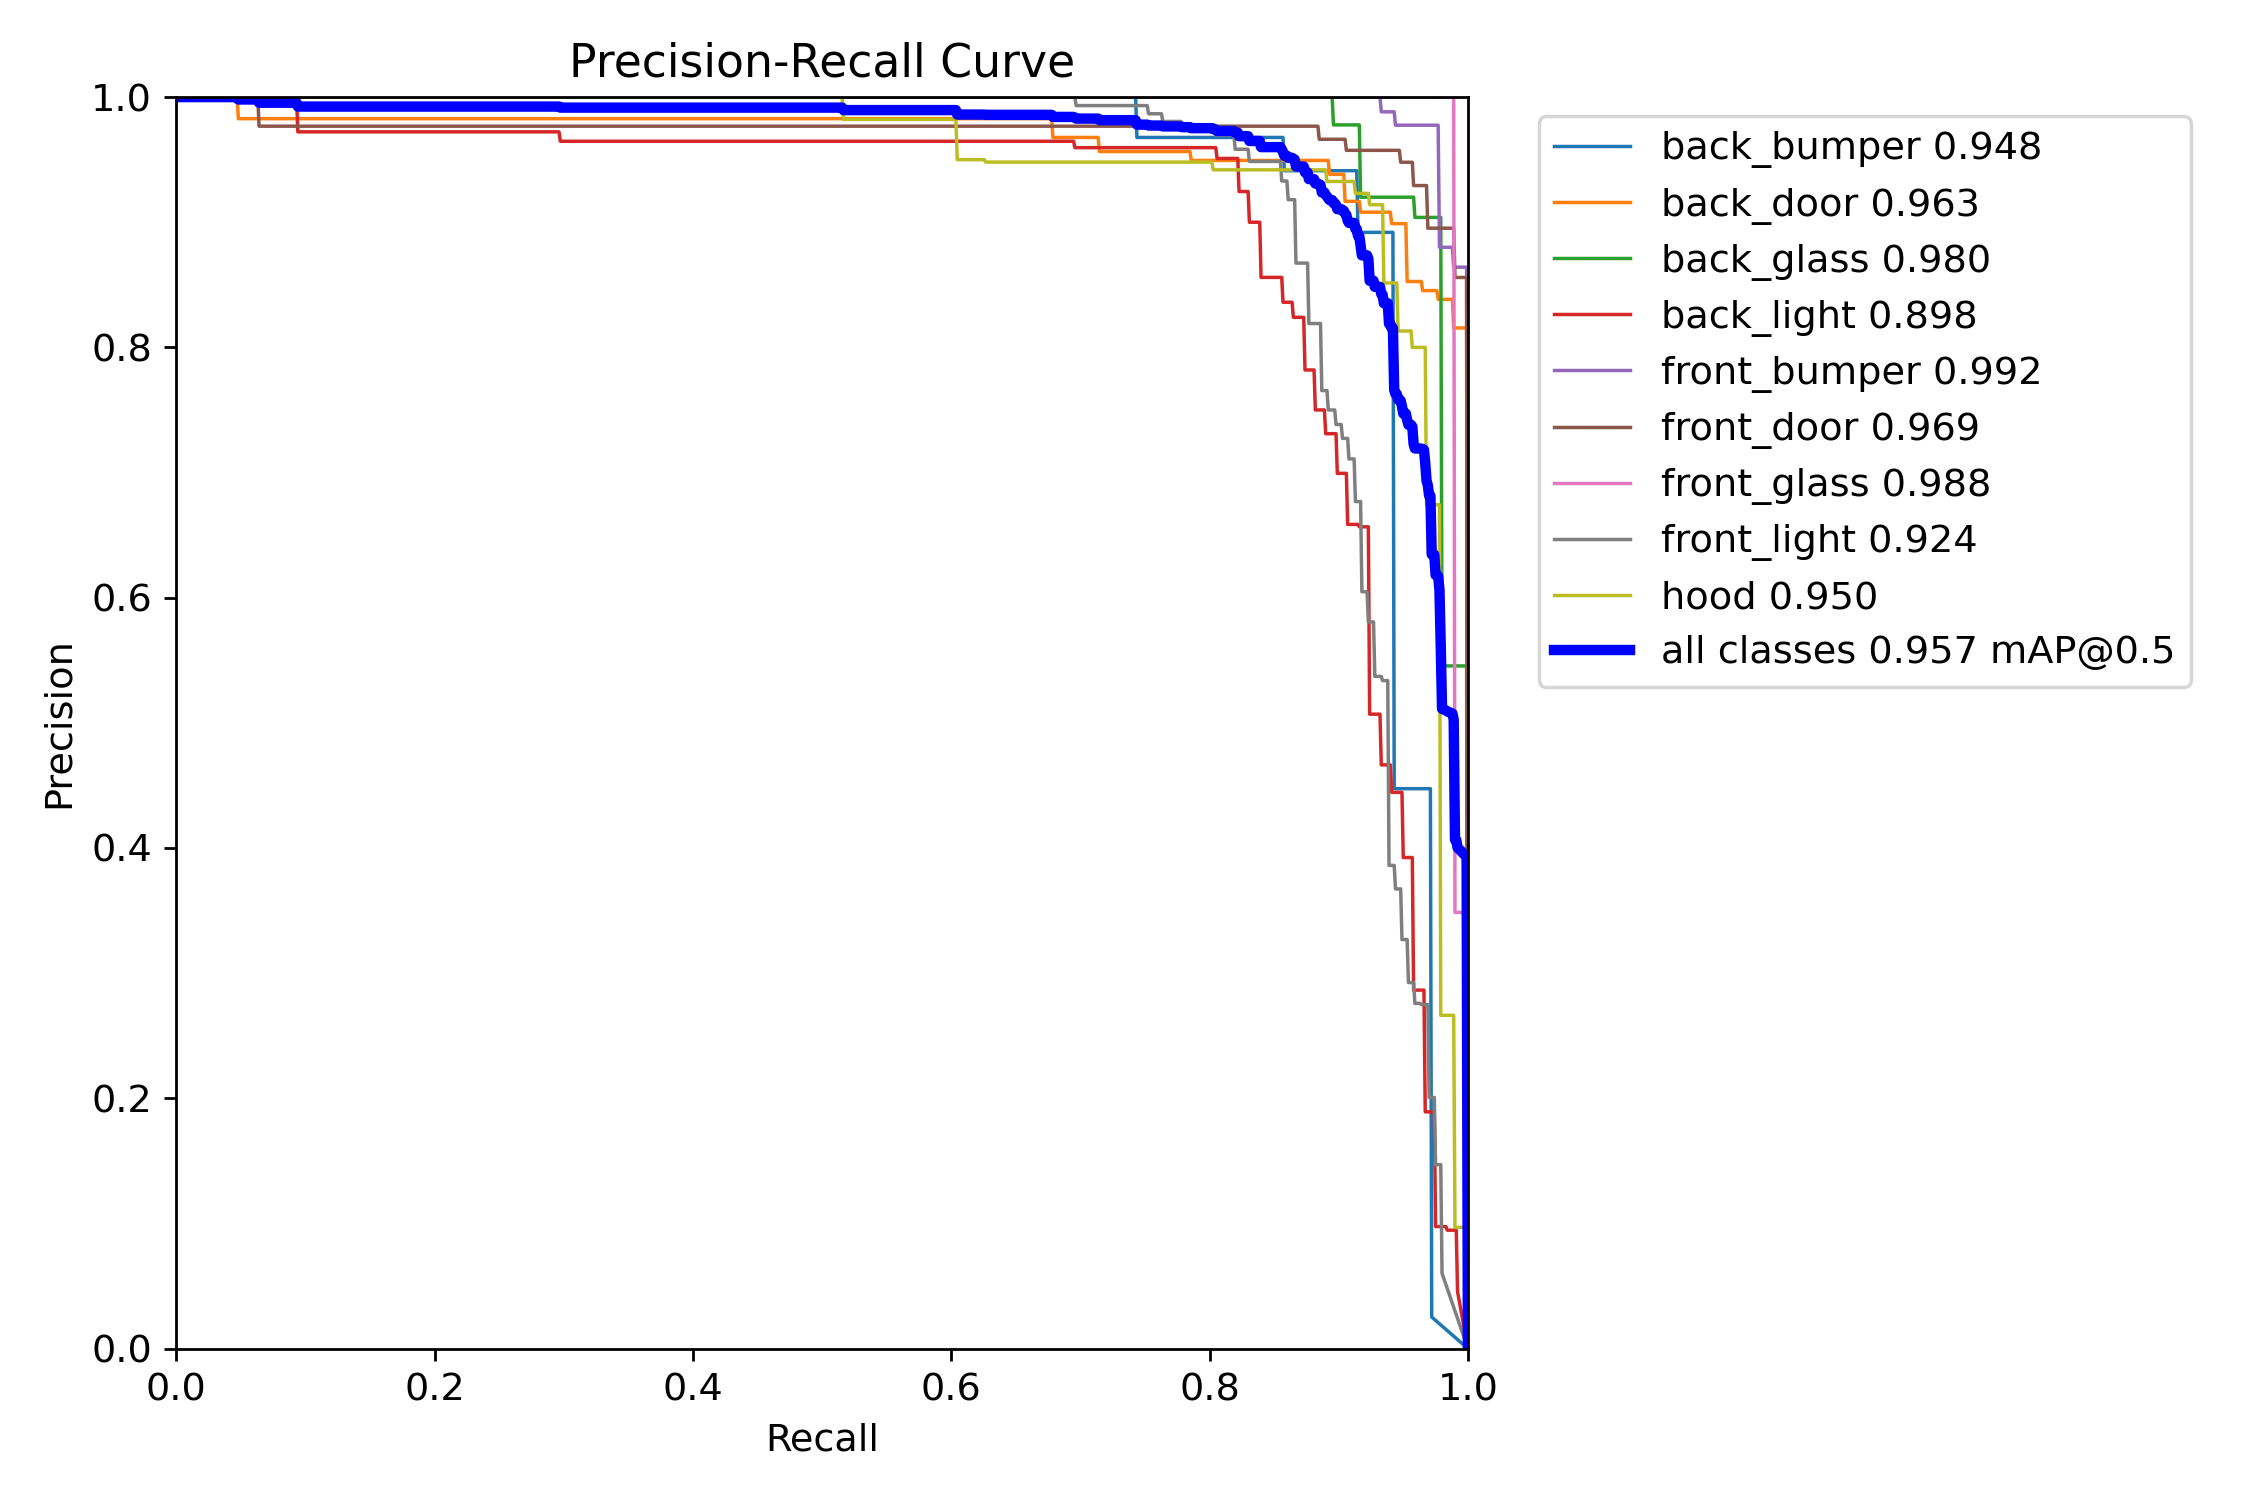 Precision-Recall Curve
1.0
0.8
0.6
0.4
0.2
0.0
Precision
0.0 0.2 0.4 0.6 0.8 1.0
Recall
back_bumper 0.948
back_door 0.963
back_glass 0.980
back_light 0.898
front_bumper 0.992
front_door 0.969
front_glass 0.988
front_light 0.924
hood 0.950
all classes 0.957 mAP@0.5